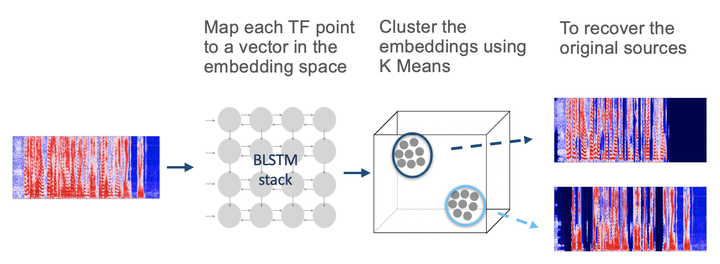 Map each TF point
to a vector in the
embedding space
Cluster the
embeddings using
K Means
To recover the
original sources
BLSTM
stack